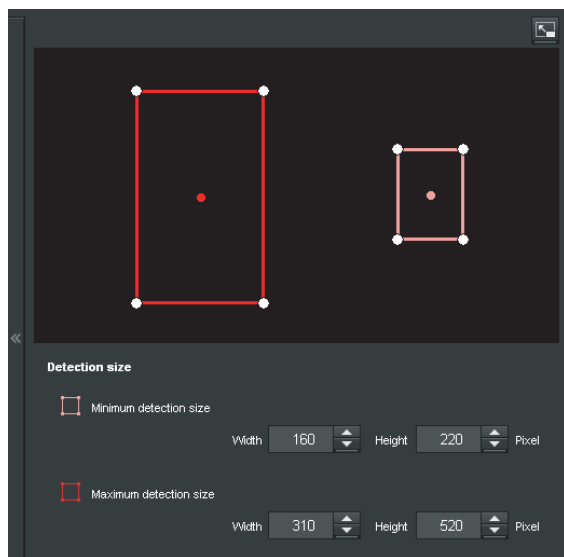 Detection size
Minimum detection size
Width 160 Height 220 Pixel
Maximum detection size
Width 310 Height 520 Pixel